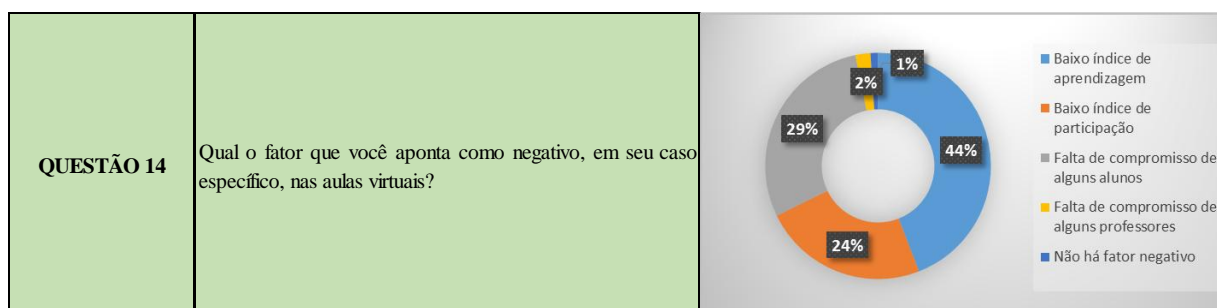 QUESTÃO 14
Qual o fator que você aponta como negativo, em seu caso
específico, nas aulas virtuais?
1%
2%
29%
44%
24%
Baixo índice de
aprendizagem
Baixo índice de
participação
Falta de compromisso de
alguns alunos
Falta de compromisso de
alguns professores
Não há fator negativo